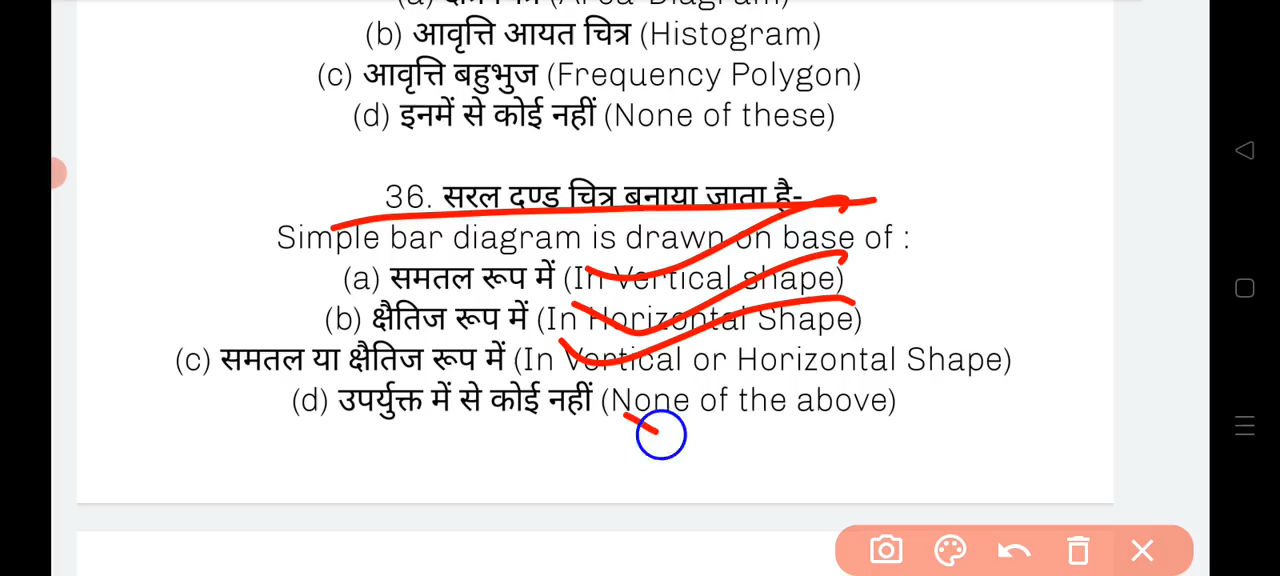 (b) आवृत्ति आयत चित्र (Histogram)
(c) आवृत्ति बहुभुज (Frequency Polygon)
(d) इनमें से कोई नहीं (None of these)
36. सरल दण्ड चित्र बनाया जाता है-
Simple bar diagram is drawn on base of :
(a) समतल रूप में (In Vertical shape)
(b) क्षैतिज रूप में (In Horizontal Shape)
(c) समतल या क्षैतिज रूप में (In Vertical or Horizontal Shape)
(d) उपर्युक्त में से कोई नहीं (None of the above)